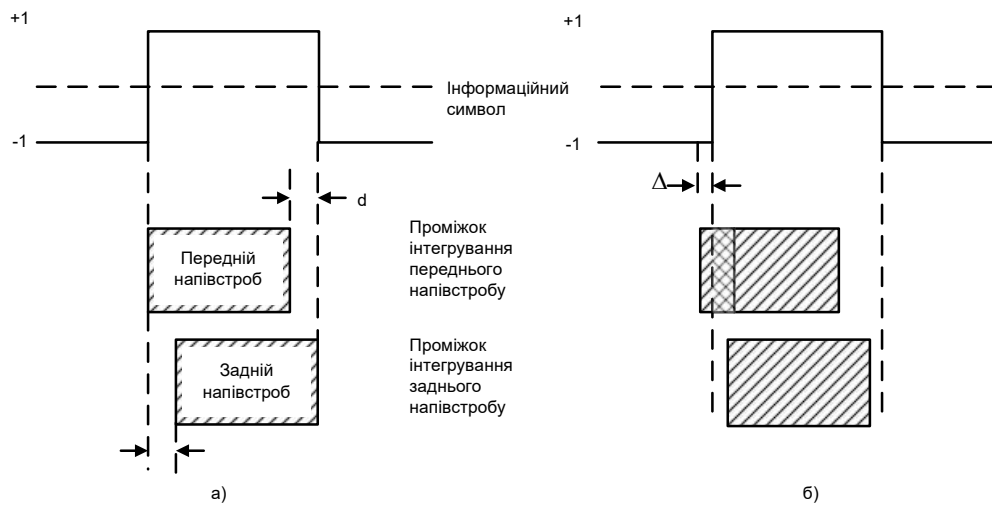 +1
-1
Інформаційний
символ
d
Передній
напівстроб
Проміжок
інтегрування
переднього
напівстробу
Задній
напівстроб
Проміжок
інтегрування
заднього
напівстробу
а)
+1
-1
Δ
б)